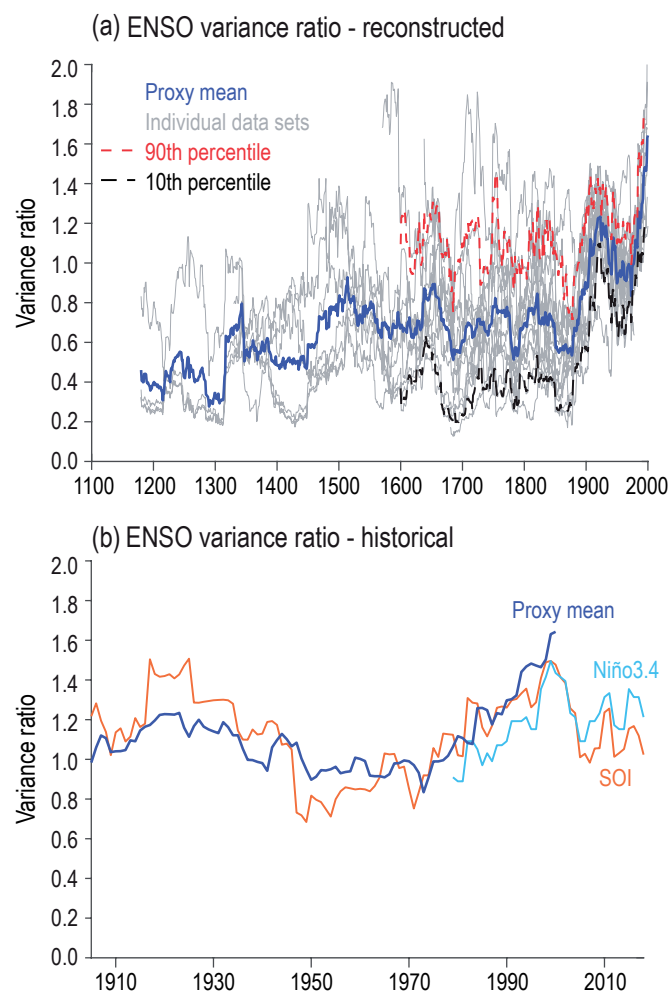 (a) ENSO variance ratio - reconstructed
2.0
1.8
1.6
1.4
1.2
1.0
0.8
0.6
0.4
0.2
0.0
Variance ratio
Proxy mean
Individual data sets
90th percentile
10th percentile
1100 1200 1300 1400 1500 1600 1700 1800 1900 2000
(b) ENSO variance ratio - historical
2.0
1.8
1.6
1.4
1.2
1.0
0.8
0.6
0.4
0.2
0.0
Variance ratio
Proxy mean
Niño3.4
SOI
1910 1930 1950 1970 1990 2010